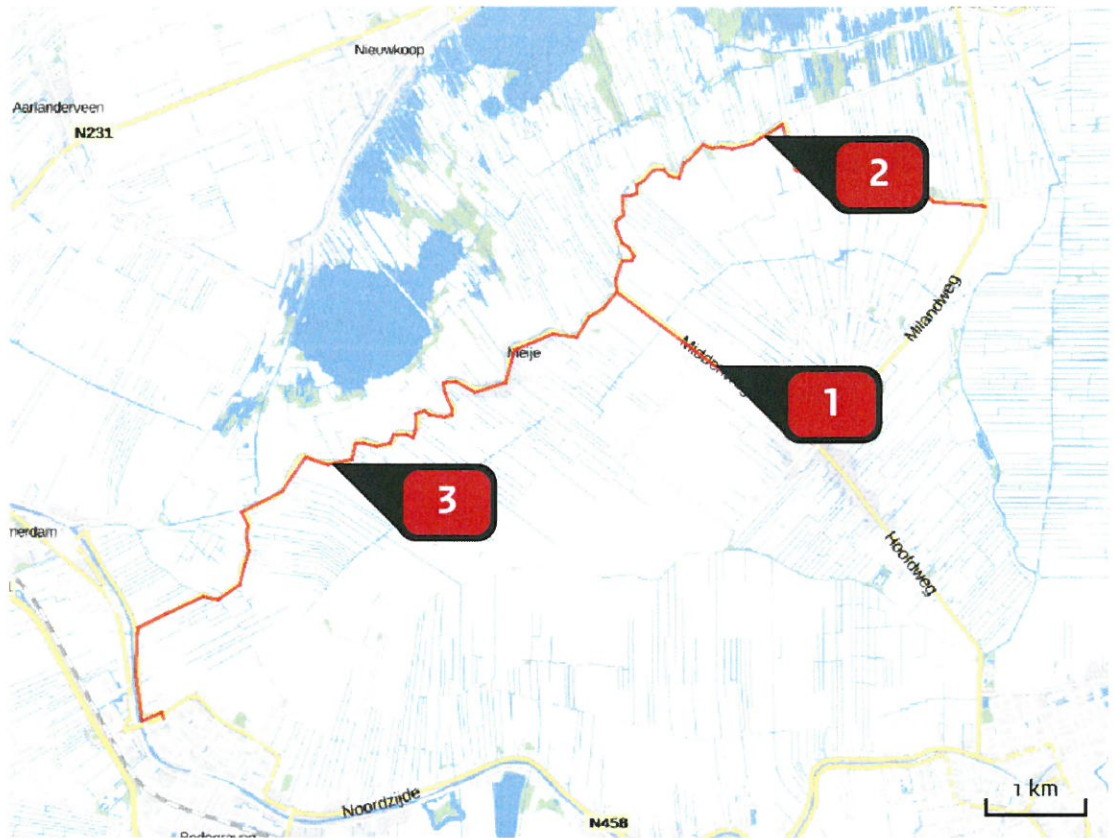 Nieuwkoop
Aarlanderveen
N231
2
Milandweg
Meije
1
3
Hoofdweg
Noordzijde
N458
1 km